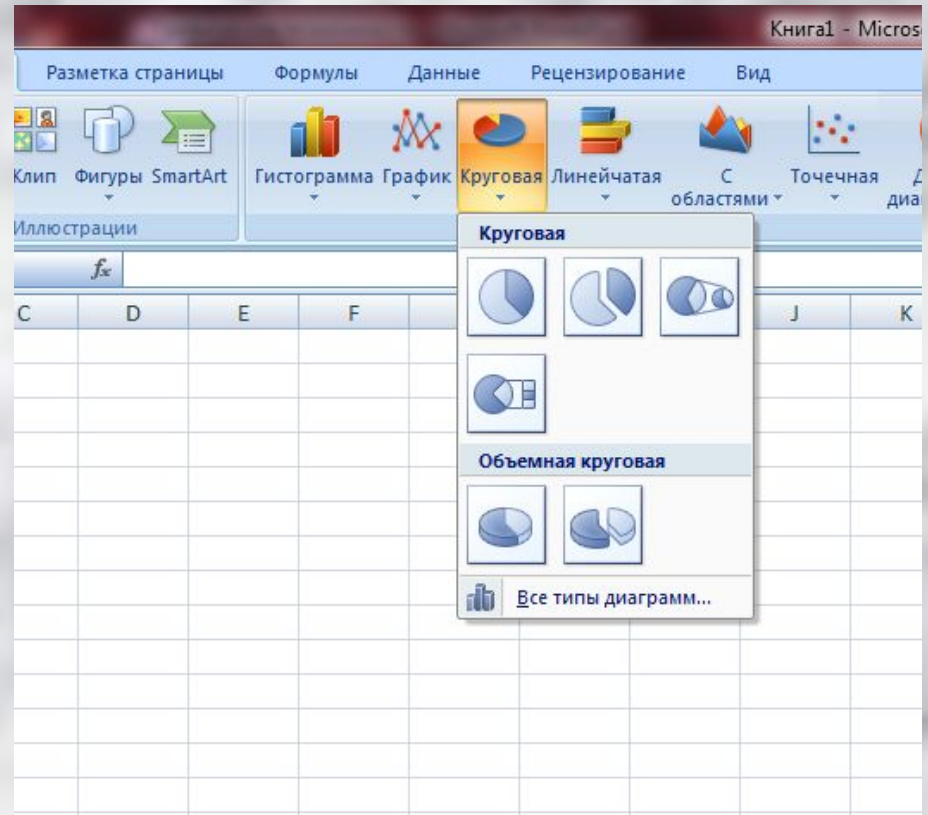 Книга1 - Micros
Разметка страницы Формулы Данные Рецензирование Вид
Клип Фигуры SmartArt Гистограмма График Круговая Линейчатая С областями Точечная
Иллюстрации
Круговая
fx
C D E F J K
Объемная круговая
Все типы диаграмм...